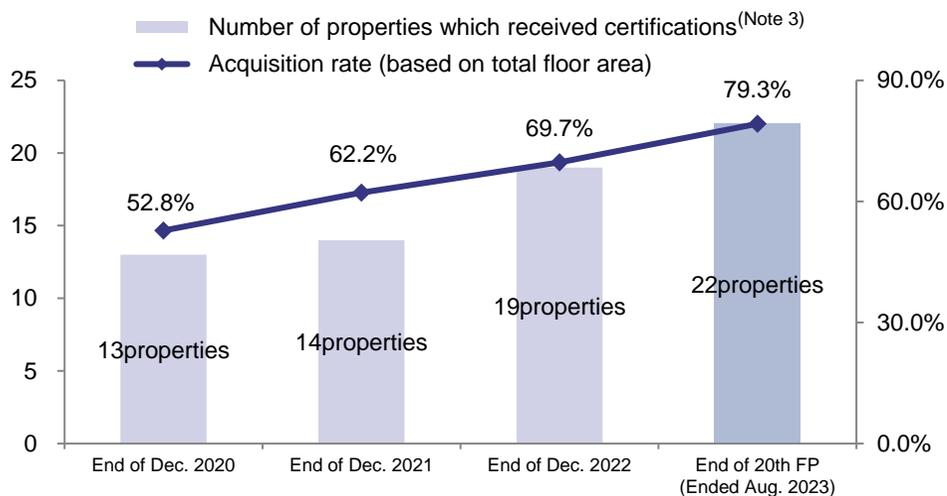 Number of properties which received certifications(Note 3)
Acquisition rate (based on total floor area)
25
20
15
10
5
0
90.0%
60.0%
30.0%
0.0%
52.8%
62.2%
69.7%
79.3%
13properties
14properties
19properties
22properties
End of Dec. 2020
End of Dec. 2021
End of Dec. 2022
End of 20th FP
(Ended Aug. 2023)